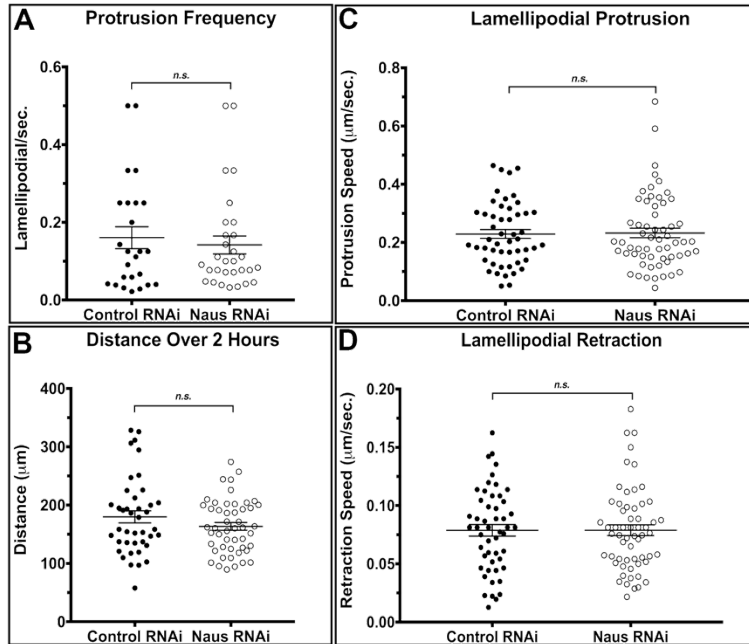 A
Protrusion Frequency
Lamellipodial/sec.
0.6
0.4
0.2
0.0
n.s.
Control RNAi
Naus RNAi
B
Distance Over 2 Hours
Distance (μm)
400
300
200
100
0
n.s.
Control RNAi
Naus RNAi
C
Lamellipodial Protrusion
Protrusion Speed (μm/sec.)
0.8
0.6
0.4
0.2
0.0
n.s.
Control RNAi
Naus RNAi
D
Lamellipodial Retraction
Retraction Speed (μm/sec.)
0.20
0.15
0.10
0.05
0.00
n.s.
Control RNAi
Naus RNAi